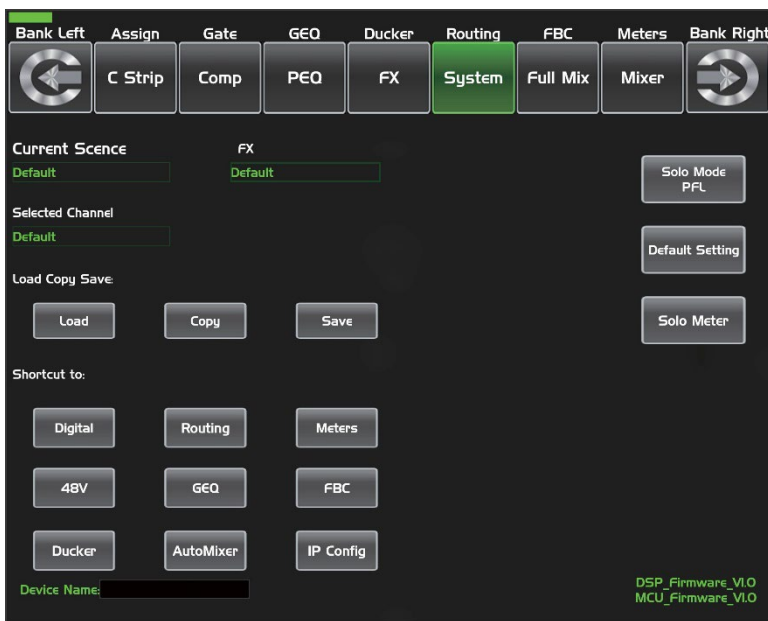 Bank Left Assign Gate GEQ Ducker Routing FBC Meters Bank Right
C Strip Comp PEQ FX System Full Mix Mixer
Current Scence FX
Default Default
Solo Mode
PFL
Selected Channel
Default
Default Setting
Load Copy Save:
Load Copy Save
Solo Meter
Shortcut to:
Digital Routing Meters
48V GEQ FBC
Ducker AutoMixer IP Config
Device Name:
DSP_Firmware_V1.0
MCU_Firmware_V1.0